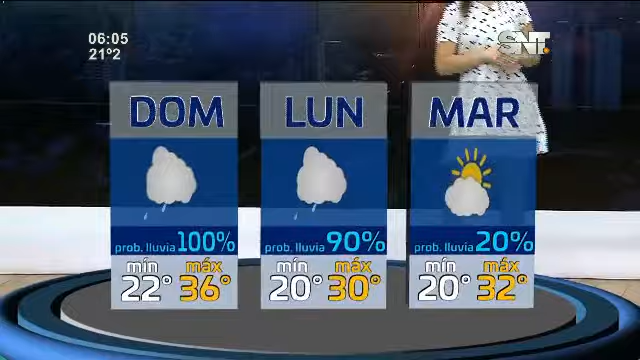 06:05
21°2
SNT.
DOM
LUN
MAR
prob. lluvia 100%
prob. lluvia 90%
prob. lluvia 20%
mín máx
22° 36°
mín máx
20° 30°
mín máx
20° 32°